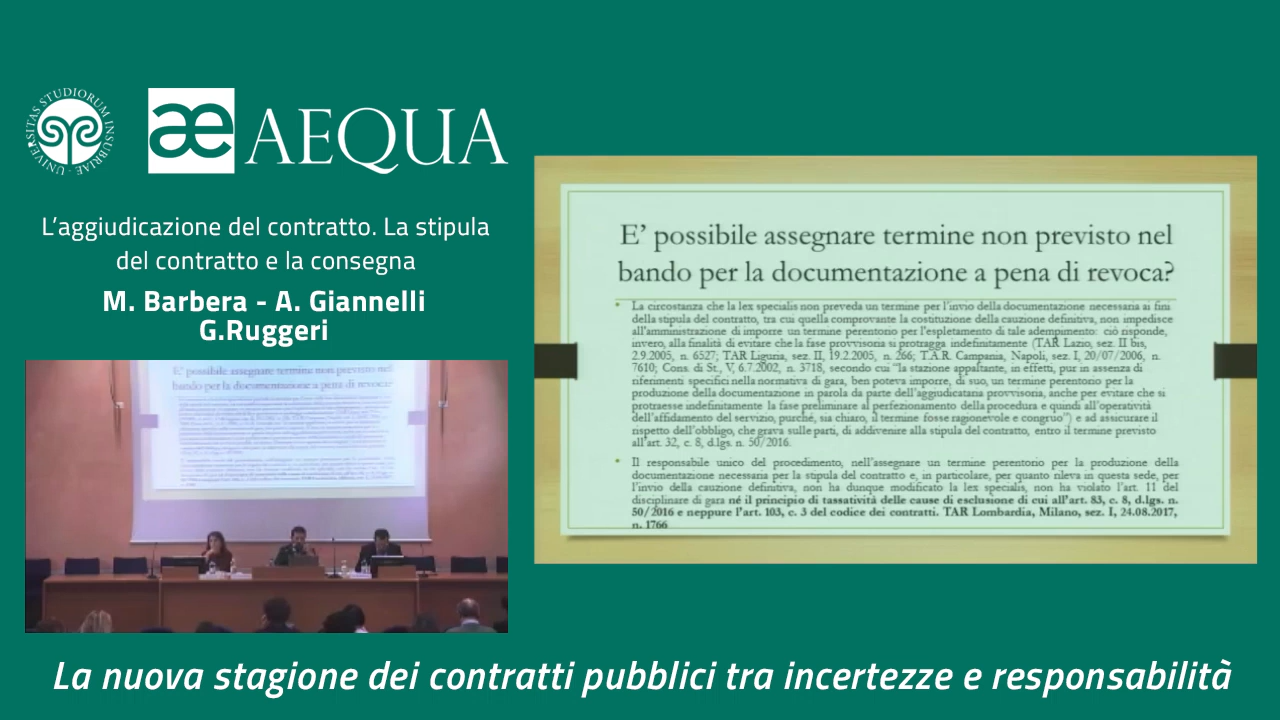 UNIVERSITAS STUDIORUM INSUBRIAE
æ AEQUA
L’aggiudicazione del contratto. La stipula
del contratto e la consegna
M. Barbera - A. Giannelli
G.Ruggeri
E’ possibile assegnare termine non previsto nel
bando per la documentazione a pena di revoca?
E’ possibile assegnare termine non previsto nel
bando per la documentazione a pena di revoca?
• La circostanza che la lex specialis non preveda un termine per l’invio della documentazione necessaria ai fini
della stipula del contratto, tra cui quella comprovante la costituzione della cauzione definitiva, non impedisce
all’amministrazione di imporre un termine perentorio per l’espletamento di tale adempimento: ciò risponde,
invero, alla finalità di evitare che la fase provvisoria si protragga indefinitamente (TAR Lazio, sez. II bis,
2.9.2005, n. 6527; TAR Liguria, sez. II, 19.2.2005, n. 266; T.A.R. Campania, Napoli, sez. I, 20/07/2006, n.
7610; Cons. di St., V, 6.7.2002, n. 3718, secondo cui “la stazione appaltante, in effetti, pur in assenza di
riferimenti specifici nella normativa di gara, ben poteva imporre, di suo, un termine perentorio per la
produzione della documentazione in parola da parte dell’aggiudicataria provvisoria, anche per evitare che si
protraesse indefinitamente la fase preliminare al perfezionamento della procedura e quindi all’operatività
dell’affidamento del servizio, purché, sia chiaro, il termine fosse ragionevole e congruo”) e ad assicurare il
rispetto dell’obbligo, che grava sulle parti, di addivenire alla stipula del contratto, entro il termine previsto
all’art. 32, c. 8, d.lgs. n. 50/2016.
• Il responsabile unico del procedimento, nell’assegnare un termine perentorio per la produzione della
documentazione necessaria per la stipula del contratto e, in particolare, per quanto rileva in questa sede, per
l’invio della cauzione definitiva, non ha dunque modificato la lex specialis, non ha violato l’art. 11 del
disciplinare di gara né il principio di tassatività delle cause di esclusione di cui all’art. 83, c. 8, d.lgs. n.
50/2016 e neppure l’art. 103, c. 3 del codice dei contratti. TAR Lombardia, Milano, sez. I, 24.08.2017,
n. 1766
La nuova stagione dei contratti pubblici tra incertezze e responsabilità